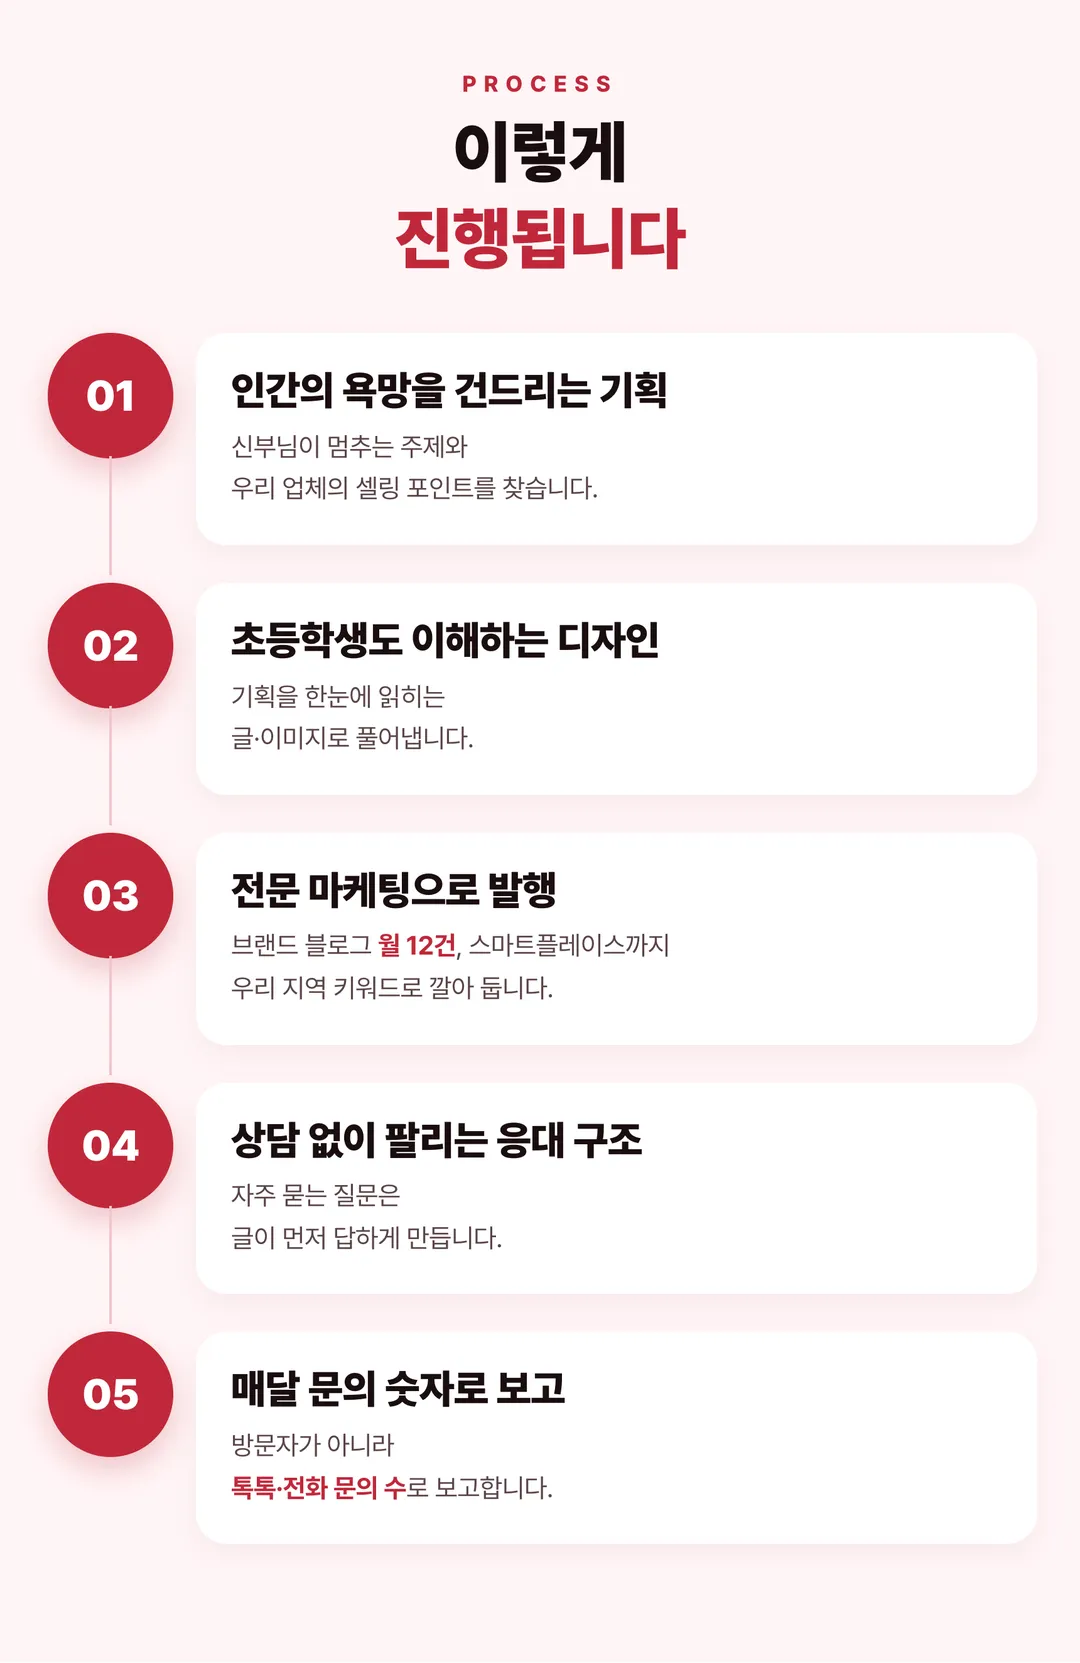 PROCESS
이렇게
진행됩니다
01
인간의 욕망을 건드리는 기획
신부님이 멈추는 주제와
우리 업체의 셀링 포인트를 찾습니다.
02
초등학생도 이해하는 디자인
기획을 한눈에 읽히는
글·이미지로 풀어냅니다.
03
전문 마케팅으로 발행
브랜드 블로그 월 12건, 스마트플레이스까지
우리 지역 키워드로 깔아 둡니다.
04
상담 없이 팔리는 응대 구조
자주 묻는 질문은
글이 먼저 답하게 만듭니다.
05
매달 문의 숫자로 보고
방문자가 아니라
톡톡·전화 문의 수로 보고합니다.